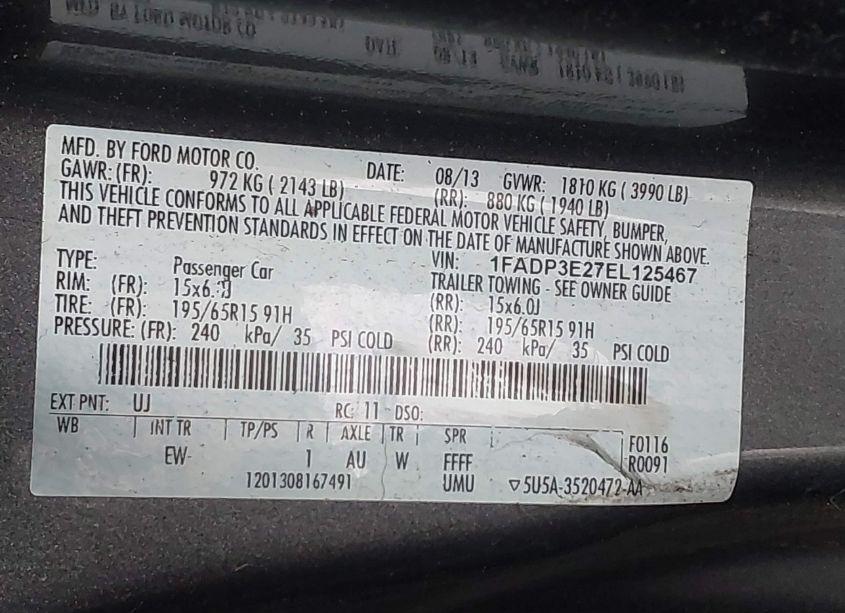 MFD. BY FORD MOTOR CO. DATE: 08/13 GVWR: 1810 KG ( 3990 LB)
GAWR: (FR): 972 KG ( 2143 LB) (RR): 880 KG ( 1940 LB)
THIS VEHICLE CONFORMS TO ALL APPLICABLE FEDERAL MOTOR VEHICLE SAFETY, BUMPER,
AND THEFT PREVENTION STANDARDS IN EFFECT ON THE DATE OF MANUFACTURE SHOWN ABOVE.
VIN: 1FADP3E27EL125467
TYPE: Passenger Car TRAILER TOWING - SEE OWNER GUIDE
RIM: (FR): 15x6.0J (RR): 15x6.0J
TIRE: (FR): 195/65R15 91H (RR): 195/65R15 91H
PRESSURE: (FR): 240 kPa/ 35 PSI COLD (RR): 240 kPa/ 35 PSI COLD
EXT PNT: UJ RC: 11 DSO:
WB INT TR TP/PS R AXLE TR SPR F0116
EW- 1 AU W FFFF R0091
1201308167491 UMU ▽5U5A-3520472-AA